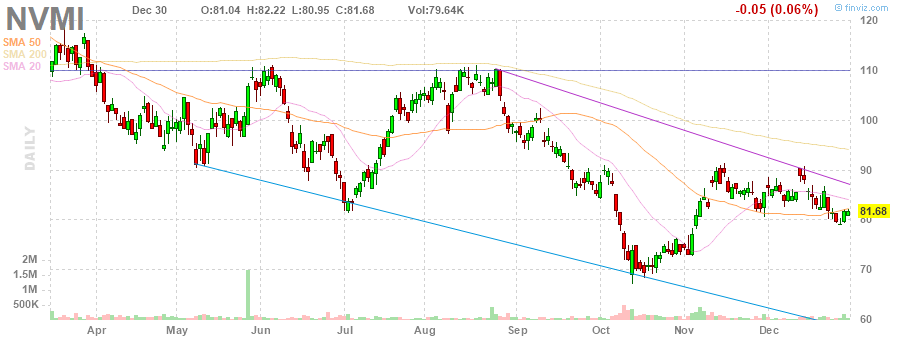 NVMI
Dec 30 O:81.04 H:82.22 L:80.95 C:81.68 Vol:79.64K
-0.05 (0.06%)
finviz.com
SMA 50
SMA 200
SMA 20
DAILY
120
110
100
90
81.68
80
70
60
2M
1.5M
1M
500K
Apr May Jun Jul Aug Sep Oct Nov Dec